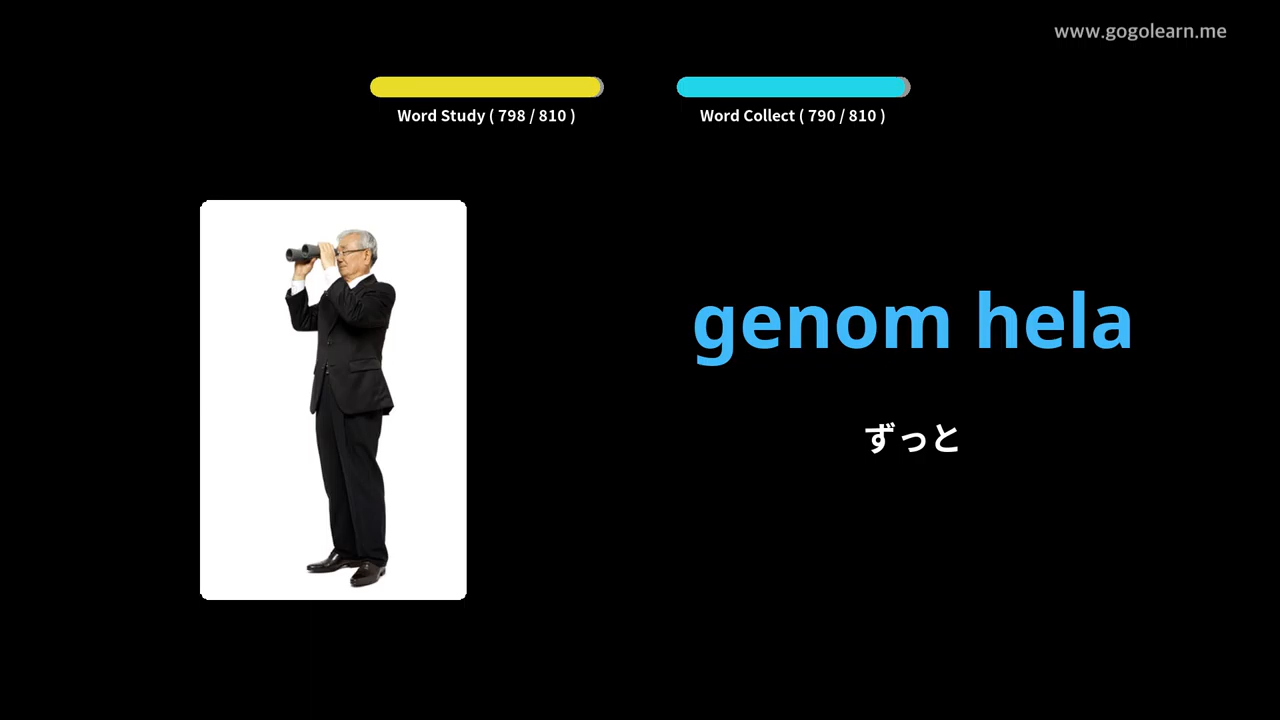 www.gogolearn.me
Word Study ( 798 / 810 )
Word Collect ( 790 / 810 )
genom hela
ずっと